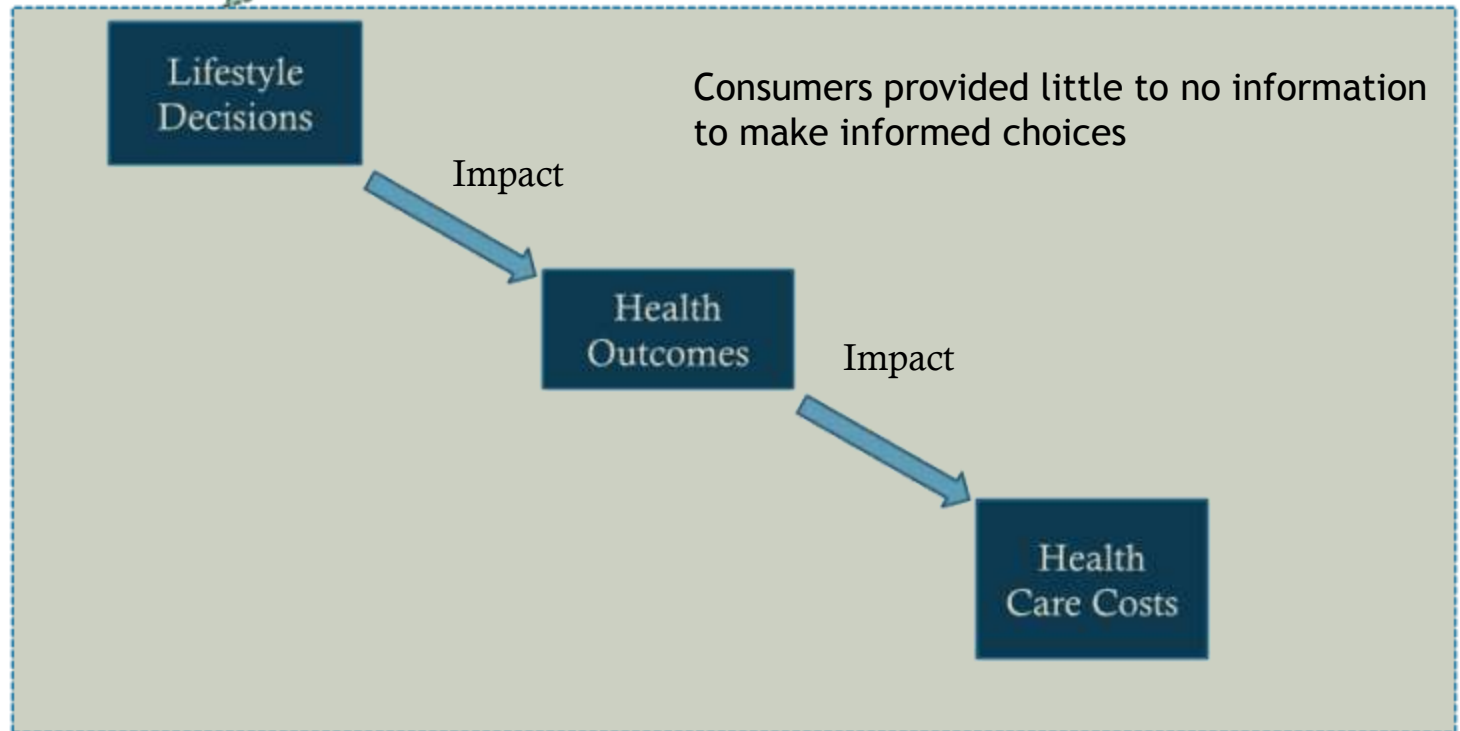 Lifestyle
Decisions
Consumers provided little to no information
to make informed choices
Impact
Health
Outcomes
Impact
Health
Care Costs